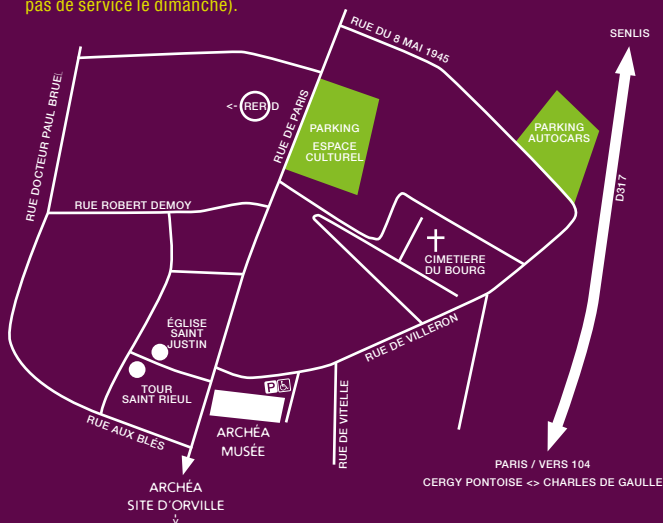 pas de service le dimanche).
RUE DU 8 MAI 1945
SENLIS
RUE DOCTEUR PAUL BRUEL
<- RER D
RUE DE PARIS
PARKING
ESPACE
CULTUREL
PARKING
AUTOCARS
D317
RUE ROBERT DEMOY
CIMETIERE
DU BOURG
ÉGLISE
SAINT
JUSTIN
TOUR
SAINT RIEUL
RUE DE VILLERON
P
RUE AUX BLÉS
ARCHÉA
MUSÉE
RUE DE VITELLE
PARIS / VERS 104
CERGY PONTOISE <> CHARLES DE GAULLE
ARCHÉA
SITE D'ORVILLE